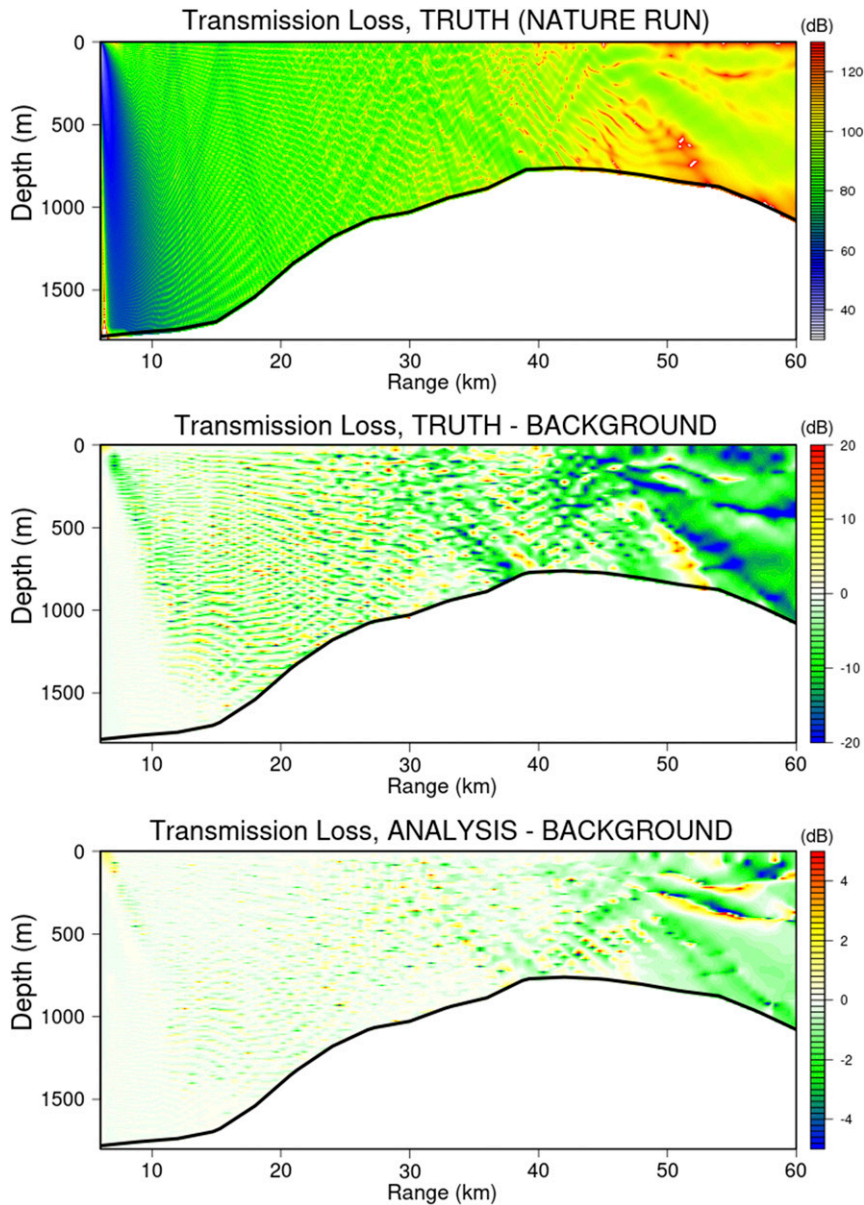 Transmission Loss, TRUTH (NATURE RUN)
(dB)
0
500
1000
1500
Depth (m)
10 20 30 40 50 60
Range (km)
120
100
80
60
40
Transmission Loss, TRUTH - BACKGROUND
(dB)
0
500
1000
1500
Depth (m)
10 20 30 40 50 60
Range (km)
20
10
0
-10
-20
Transmission Loss, ANALYSIS - BACKGROUND
(dB)
0
500
1000
1500
Depth (m)
10 20 30 40 50 60
Range (km)
4
2
0
-2
-4